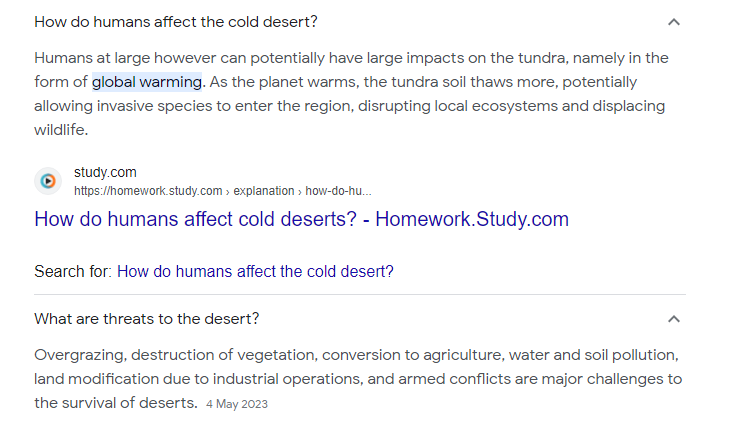 How do humans affect the cold desert?
Humans at large however can potentially have large impacts on the tundra, namely in the
form of global warming. As the planet warms, the tundra soil thaws more, potentially
allowing invasive species to enter the region, disrupting local ecosystems and displacing
wildlife.
study.com
https://homework.study.com › explanation › how-do-hu...
How do humans affect cold deserts? - Homework.Study.com
Search for: How do humans affect the cold desert?
What are threats to the desert?
Overgrazing, destruction of vegetation, conversion to agriculture, water and soil pollution,
land modification due to industrial operations, and armed conflicts are major challenges to
the survival of deserts. 4 May 2023